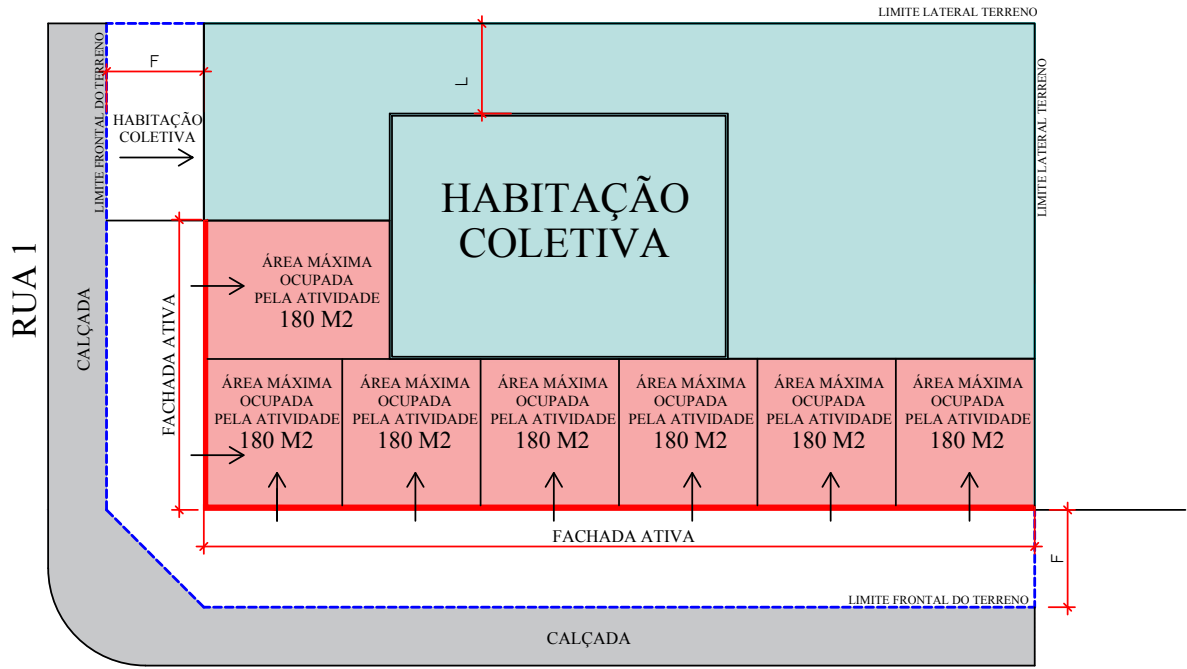 LIMITE LATERAL TERRENO
F
L
LIMITE FRONTAL DO TERRENO
LIMITE LATERAL TERRENO
HABITAÇÃO
COLETIVA
HABITAÇÃO
COLETIVA
RUA 1
CALÇADA
FACHADA ATIVA
ÁREA MÁXIMA
OCUPADA
PELA ATIVIDADE
180 M2
ÁREA MÁXIMA
OCUPADA
PELA ATIVIDADE
180 M2
ÁREA MÁXIMA
OCUPADA
PELA ATIVIDADE
180 M2
ÁREA MÁXIMA
OCUPADA
PELA ATIVIDADE
180 M2
ÁREA MÁXIMA
OCUPADA
PELA ATIVIDADE
180 M2
ÁREA MÁXIMA
OCUPADA
PELA ATIVIDADE
180 M2
ÁREA MÁXIMA
OCUPADA
PELA ATIVIDADE
180 M2
FACHADA ATIVA
F
LIMITE FRONTAL DO TERRENO
CALÇADA